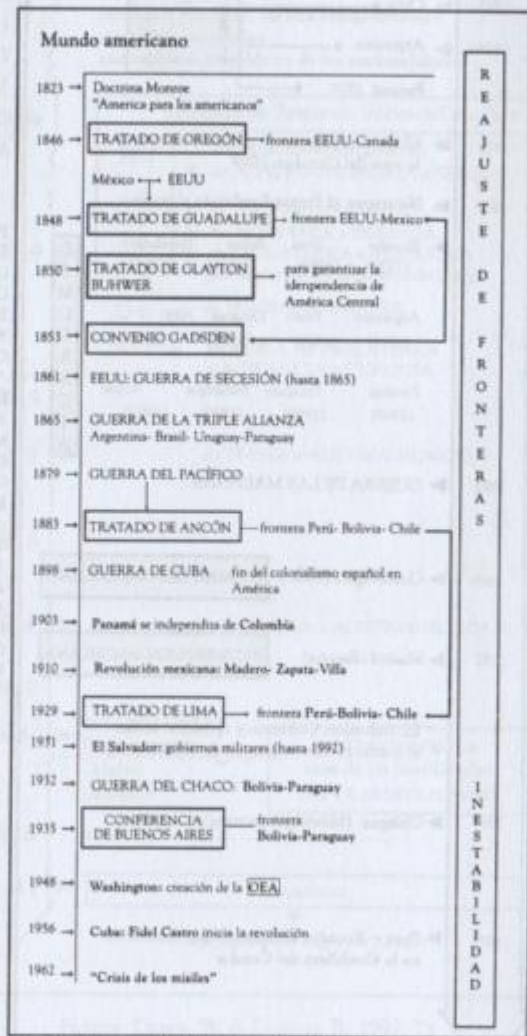 Mundo americano
1823 → Doctrina Monroe
"America para los americanos"
1846 → TRATADO DE OREGÓN → frontera EEUU-Canada
México ↔ EEUU
1848 → TRATADO DE GUADALUPE → frontera EEUU-Mexico
1850 → TRATADO DE GLAYTON
BUHWER
→ para garantizar la
idenpendencia de
América Central
1853 → CONVENIO GADSDEN
1861 → EEUU: GUERRA DE SECESIÓN (hasta 1865)
1865 → GUERRA DE LA TRIPLE ALIANZA
Argentina- Brasil- Uruguay-Paraguay
1879 → GUERRA DEL PACÍFICO
1883 → TRATADO DE ANCÓN → frontera Perú- Bolivia- Chile
1898 → GUERRA DE CUBA fin del colonialismo español en
América
1903 → Panamá se independiza de Colombia
1910 → Revolución mexicana: Madero- Zapata-Villa
1929 → TRATADO DE LIMA → frontera Perú-Bolivia- Chile
1931 → El Salvador: gobiernos militares (hasta 1992)
1932 → GUERRA DEL CHACO: Bolivia-Paraguay
1935 → CONFERENCIA
DE BUENOS AIRES
→ frontera
Bolivia-Paraguay
1948 → Washington: creación de la OEA
1956 → Cuba: Fidel Castro inicia la revolución
1962 → "Crisis de los misiles"
REAJUSTE DE FRONTERAS
INESTABILIDAD